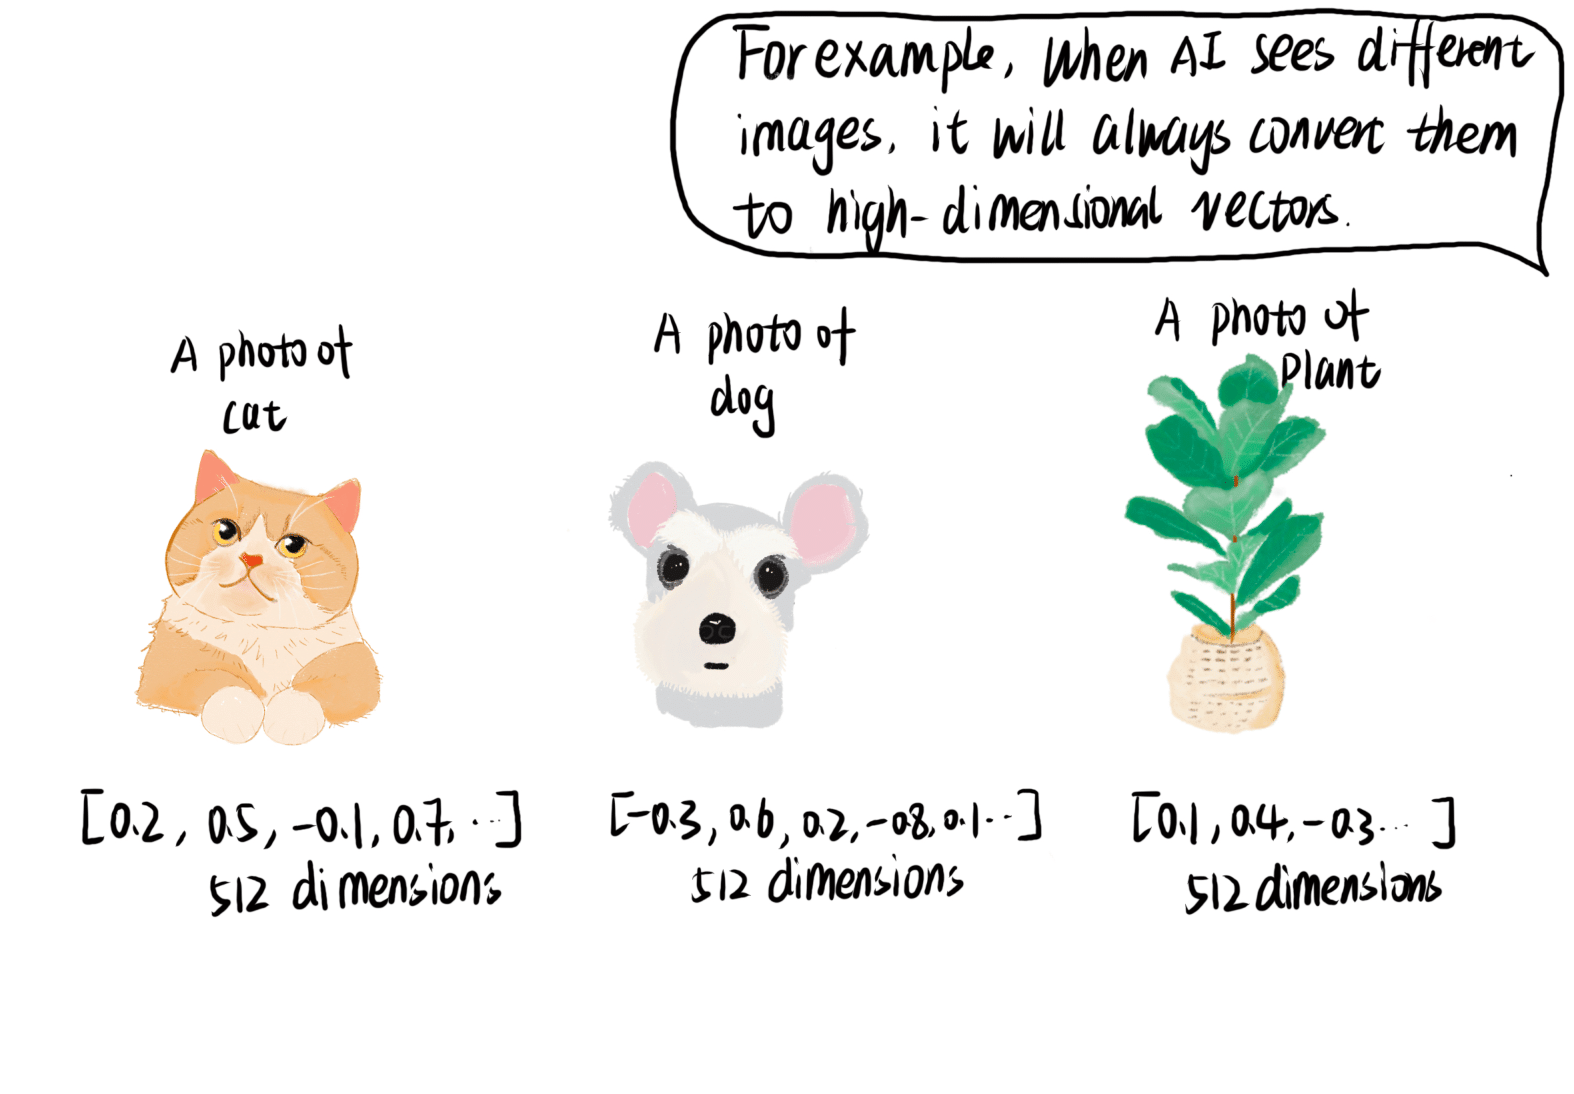 For example, When AI sees different
images, it will always convert them
to high-dimensional vectors.
A photo of
cat
A photo of
dog
A photo of
Plant
[0.2, 0.5, -0.1, 0.7, ...]
512 dimensions
[-0.3, 0.6, 0.2, -0.8, 0.1...]
512 dimensions
[0.1, 0.4, -0.3... ]
512 dimensions